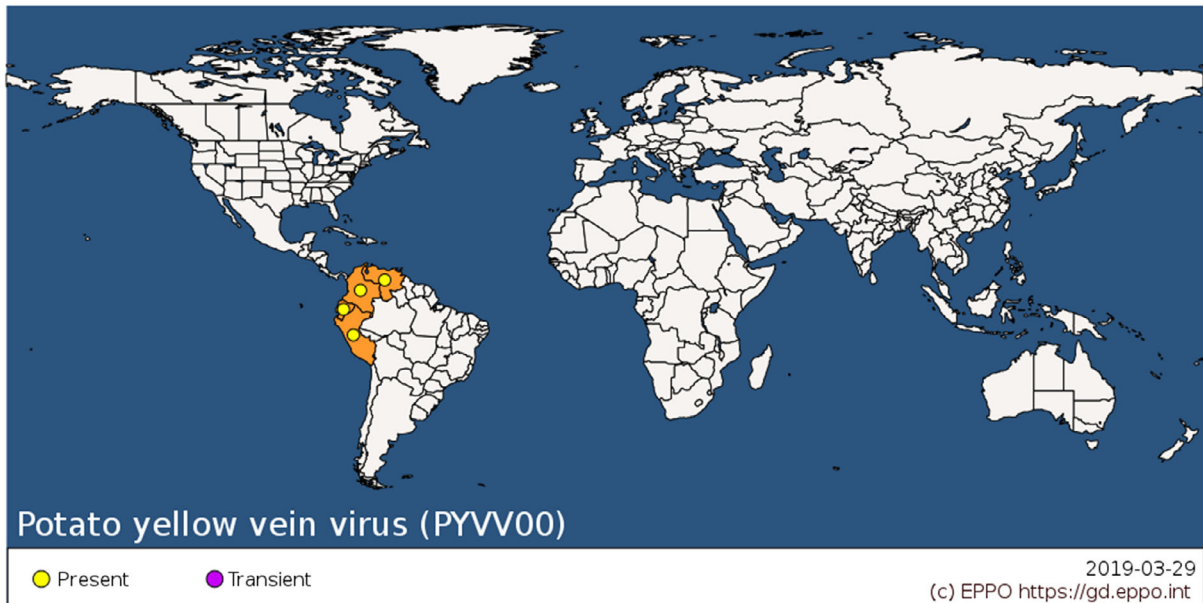 Potato yellow vein virus (PYVV00)
Present
Transient
2019-03-29
(c) EPPO https://gd.eppo.int